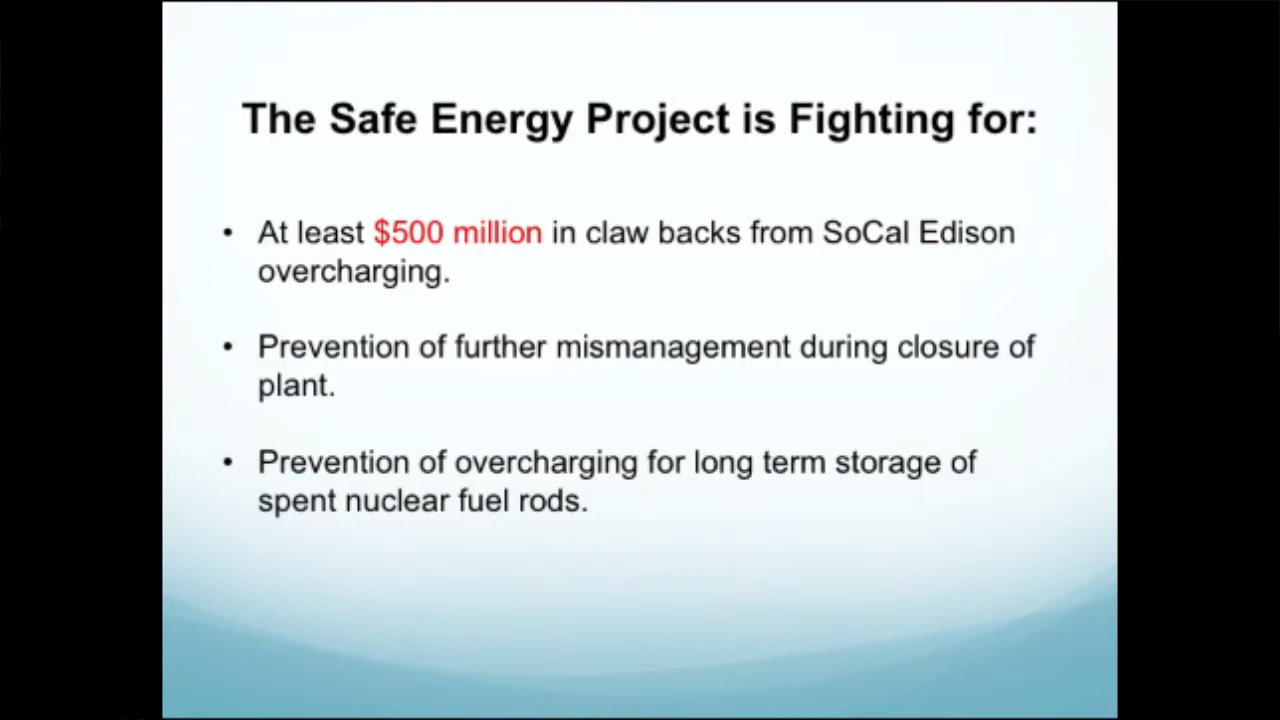 The Safe Energy Project is Fighting for:
• At least $500 million in claw backs from SoCal Edison
overcharging.
• Prevention of further mismanagement during closure of
plant.
• Prevention of overcharging for long term storage of
spent nuclear fuel rods.